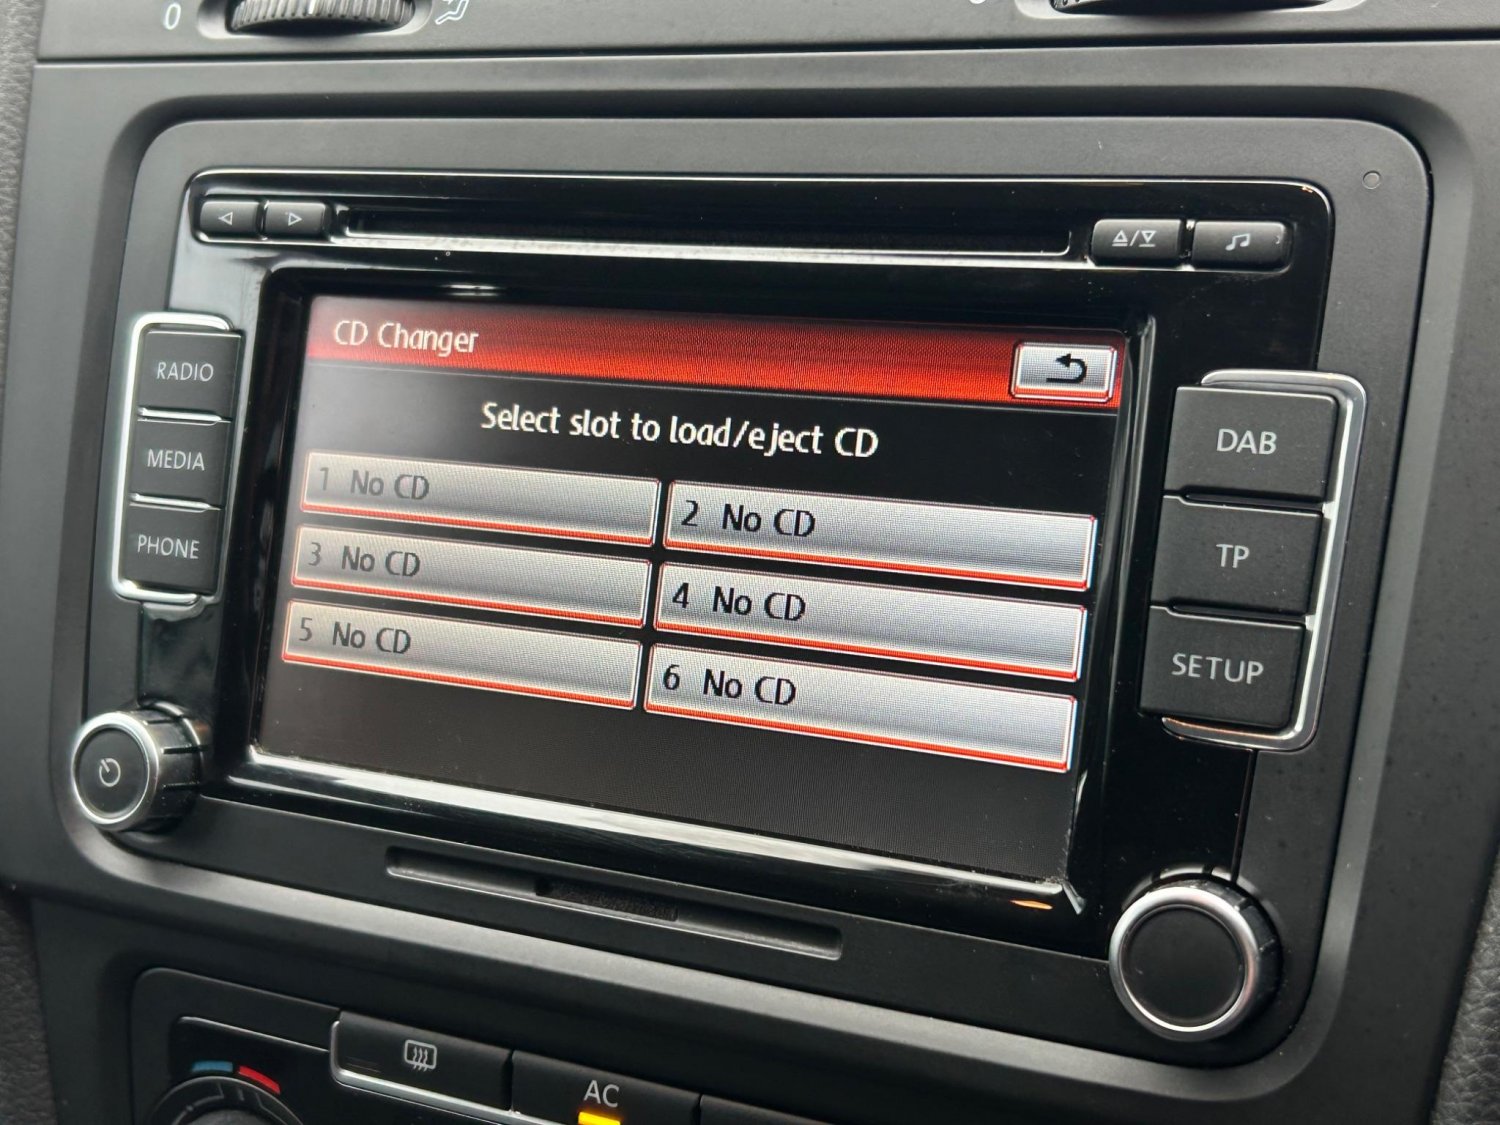 0
CD Changer
Select slot to load/eject CD
1 No CD
2 No CD
3 No CD
4 No CD
5 No CD
6 No CD
RADIO
MEDIA
PHONE
DAB
TP
SETUP
AC